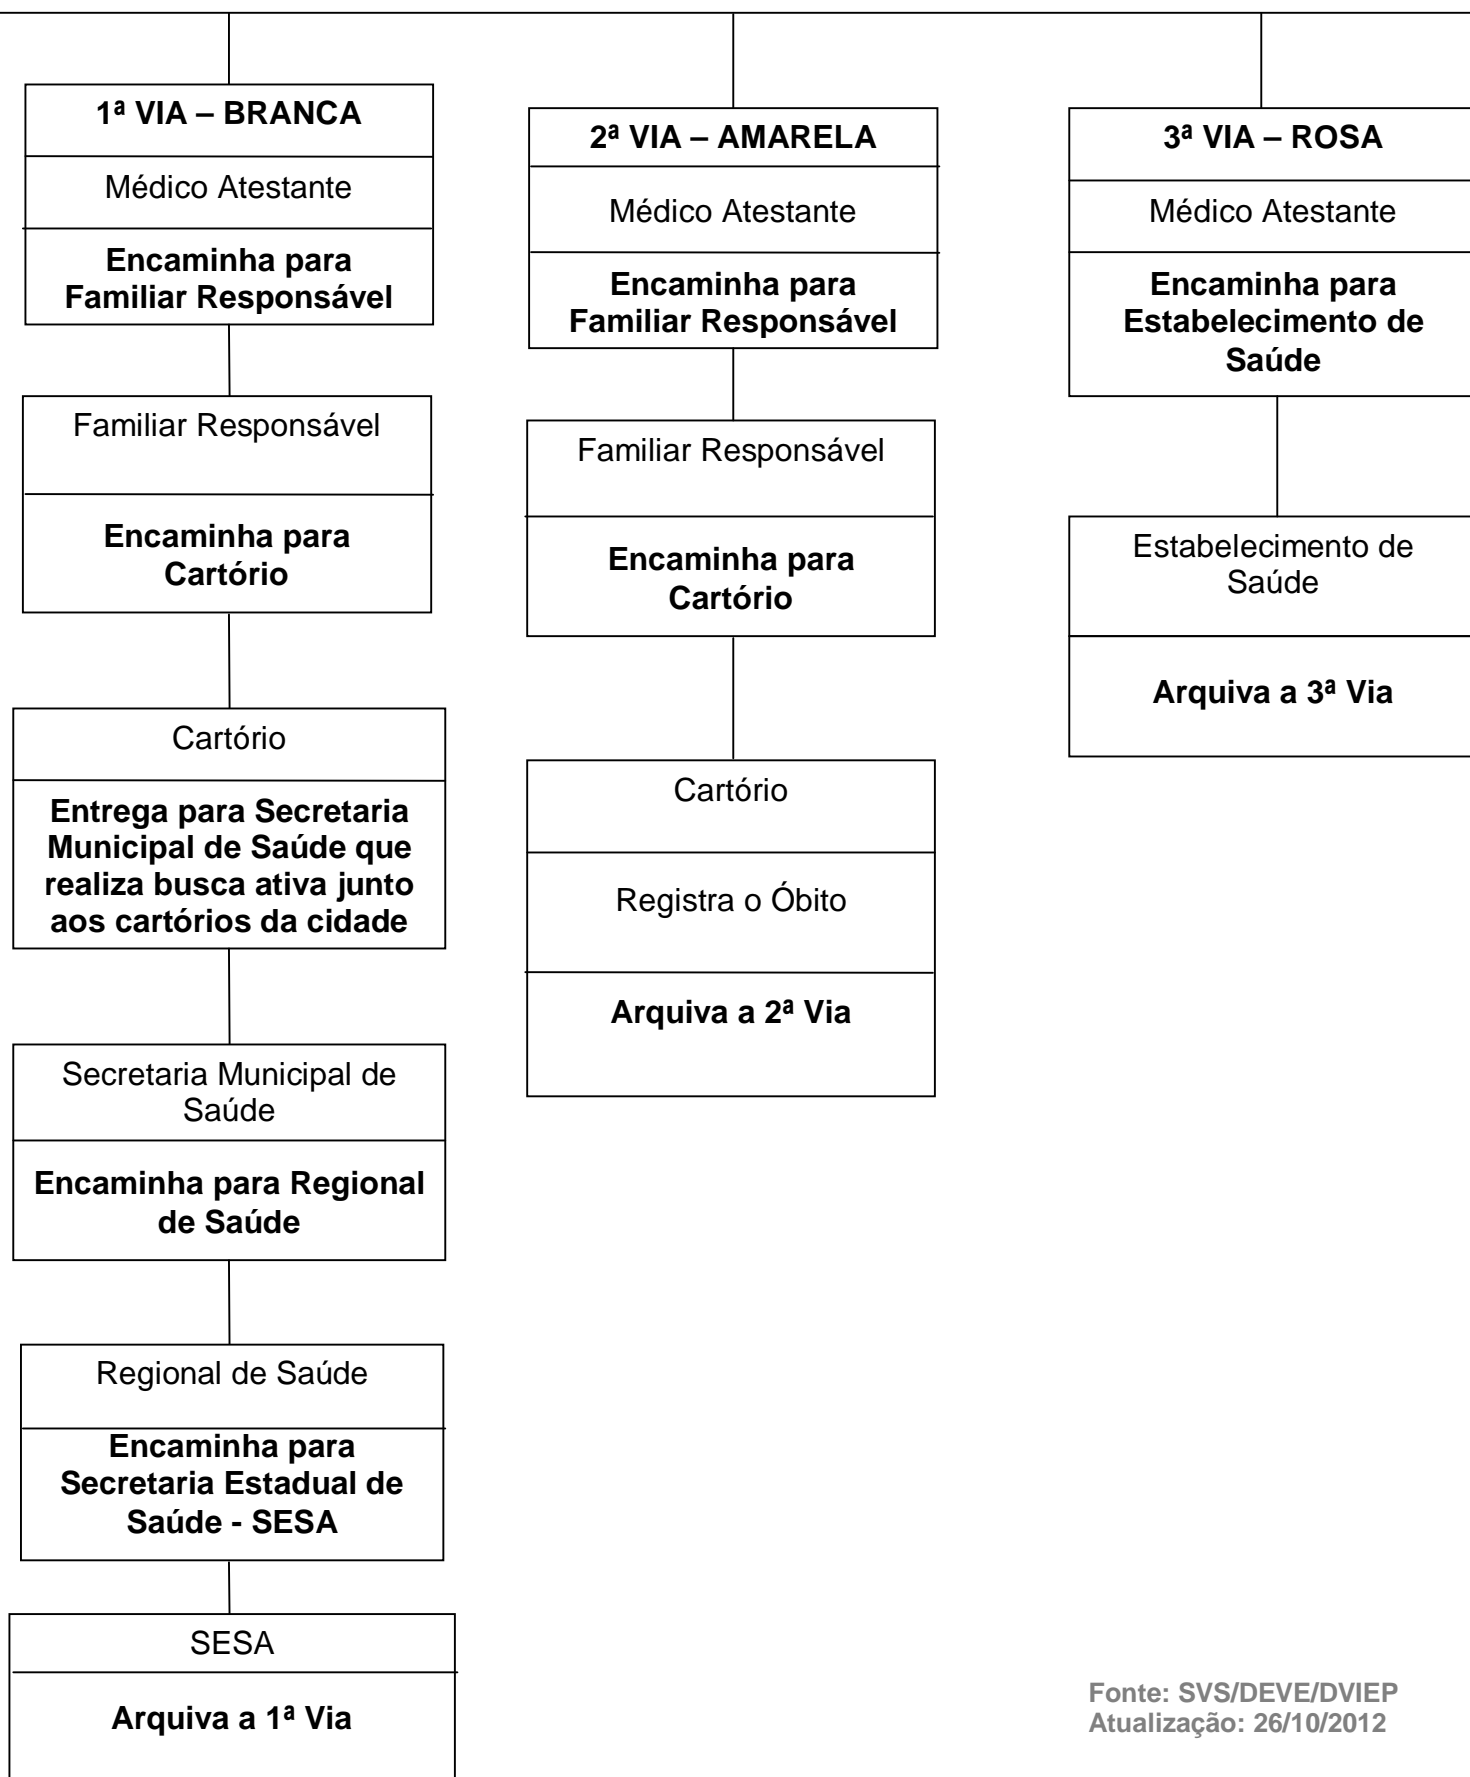 1ª VIA – BRANCA
Médico Atestante
Encaminha para
Familiar Responsável
Familiar Responsável
Encaminha para
Cartório
Cartório
Entrega para Secretaria
Municipal de Saúde que
realiza busca ativa junto
aos cartórios da cidade
Secretaria Municipal de
Saúde
Encaminha para Regional
de Saúde
Regional de Saúde
Encaminha para
Secretaria Estadual de
Saúde - SESA
SESA
Arquiva a 1ª Via
2ª VIA – AMARELA
Médico Atestante
Encaminha para
Familiar Responsável
Familiar Responsável
Encaminha para
Cartório
Cartório
Registra o Óbito
Arquiva a 2ª Via
3ª VIA – ROSA
Médico Atestante
Encaminha para
Estabelecimento de
Saúde
Estabelecimento de
Saúde
Arquiva a 3ª Via
Fonte: SVS/DEVE/DVIEP
Atualização: 26/10/2012